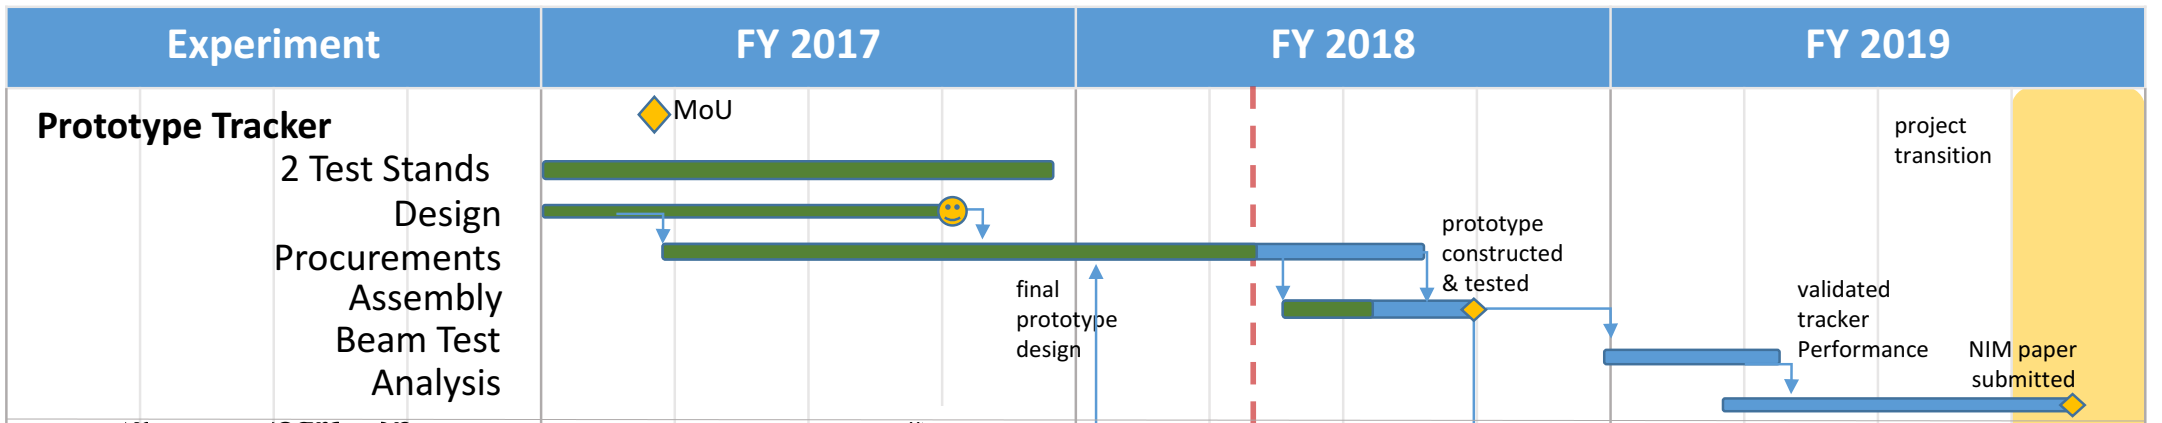 Experiment
FY 2017
FY 2018
FY 2019
MoU
Prototype Tracker
project
transition
2 Test Stands
Design
prototype
constructed
& tested
Procurements
final
prototype
design
Assembly
validated
tracker
Performance
Beam Test
NIM paper
submitted
Analysis